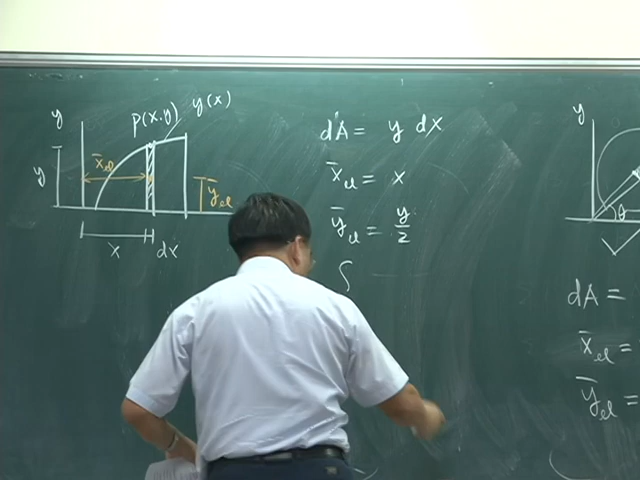 y
P(x,y) y(x)
y
x̄el
ȳel
x dx
dA = y dx
x̄el = x
ȳel = y/2
∫
y
θ
dA =
x̄el =
ȳel =